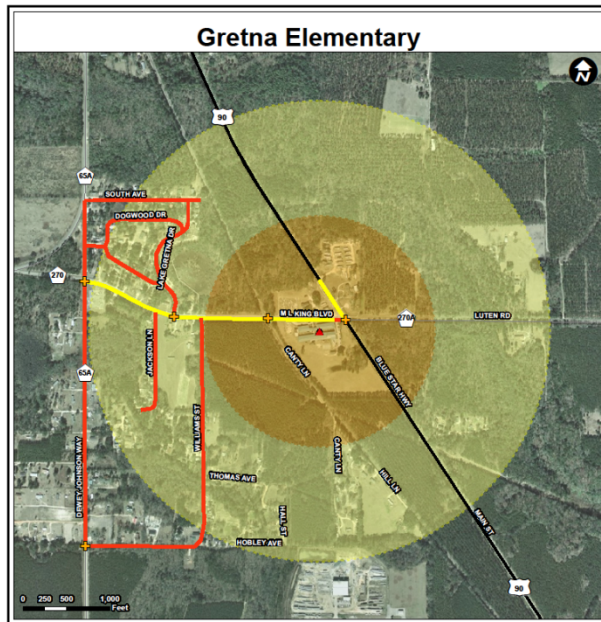 Gretna Elementary
N
90
65A
SOUTH AVE
DOGWOOD DR
LAKE GRETNA DR
270
M L KING BLVD
270A
LUTEN RD
JACKSON LN
CANTY LN
BLUE STAR HWY
65A
WILLIAMS ST
DEWEY JOHNSON WAY
THOMAS AVE
CANTY LN
HILL LN
HALL ST
MAIN ST
HOBLEY AVE
90
0 250 500 1,000
Feet